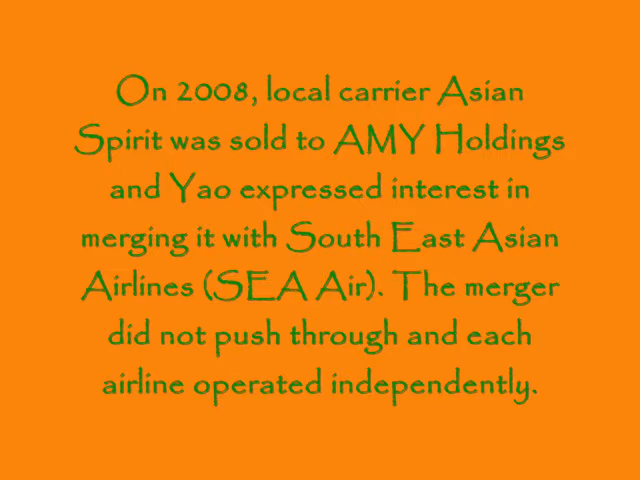 On 2008, local carrier Asian
Spirit was sold to AMY Holdings
and Yao expressed interest in
merging it with South East Asian
Airlines (SEA Air). The merger
did not push through and each
airline operated independently.